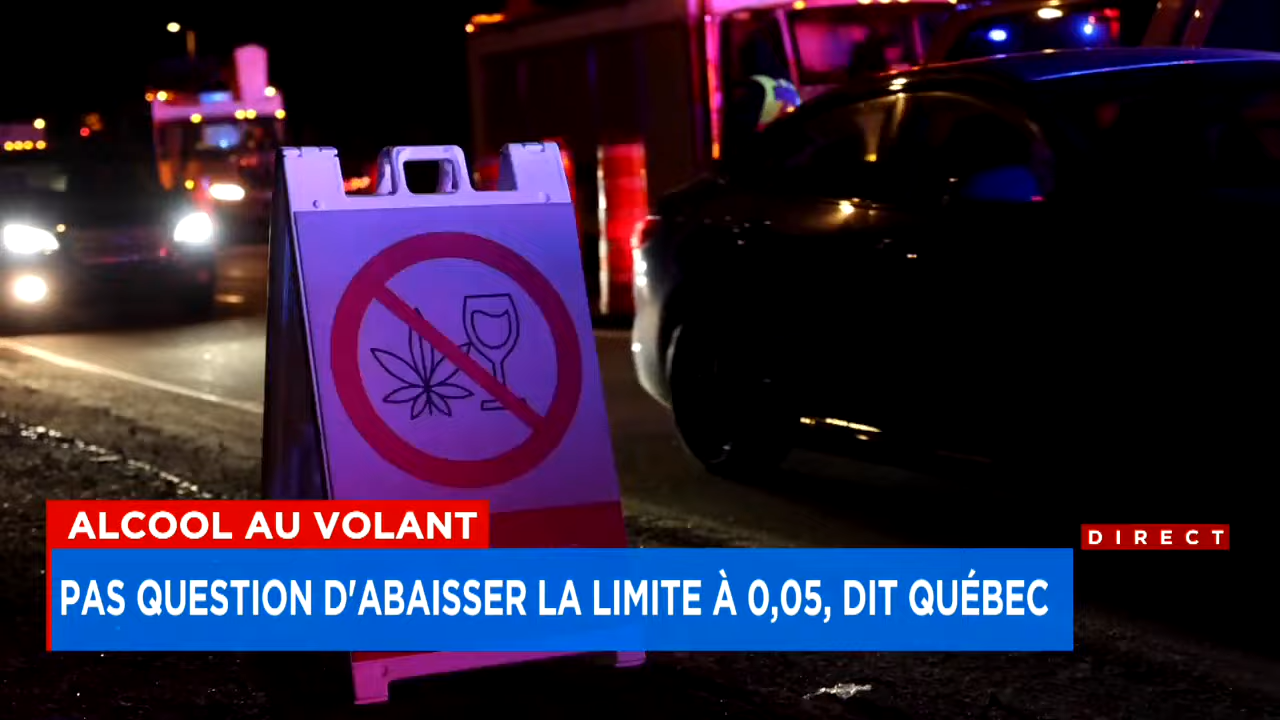 ALCOOL AU VOLANT
DIRECT
PAS QUESTION D'ABAISSER LA LIMITE À 0,05, DIT QUÉBEC